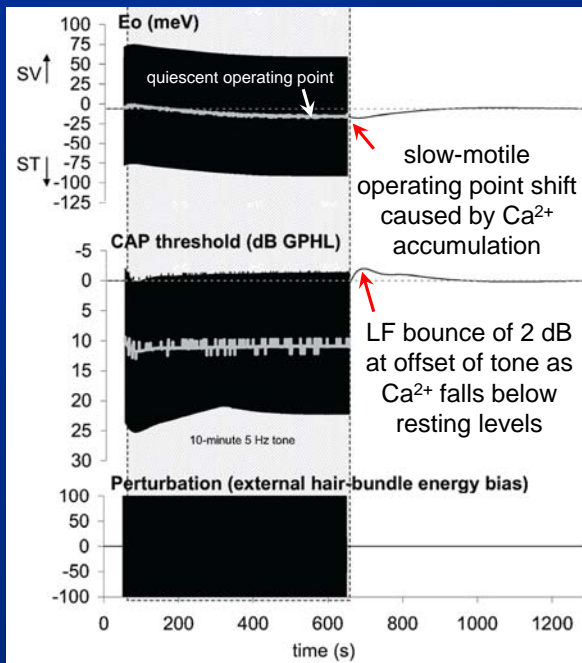 Eo (meV)
100
75
50
25
0
-25
-50
-75
-100
-125
SV
ST
quiescent operating point
slow-motile
operating point shift
caused by Ca²⁺
accumulation
CAP threshold (dB GPHL)
-5
0
5
10
15
20
25
30
10-minute 5 Hz tone
LF bounce of 2 dB
at offset of tone as
Ca²⁺ falls below
resting levels
Perturbation (external hair-bundle energy bias)
100
50
0
-50
-100
0 200 400 600 800 1000 1200
time (s)